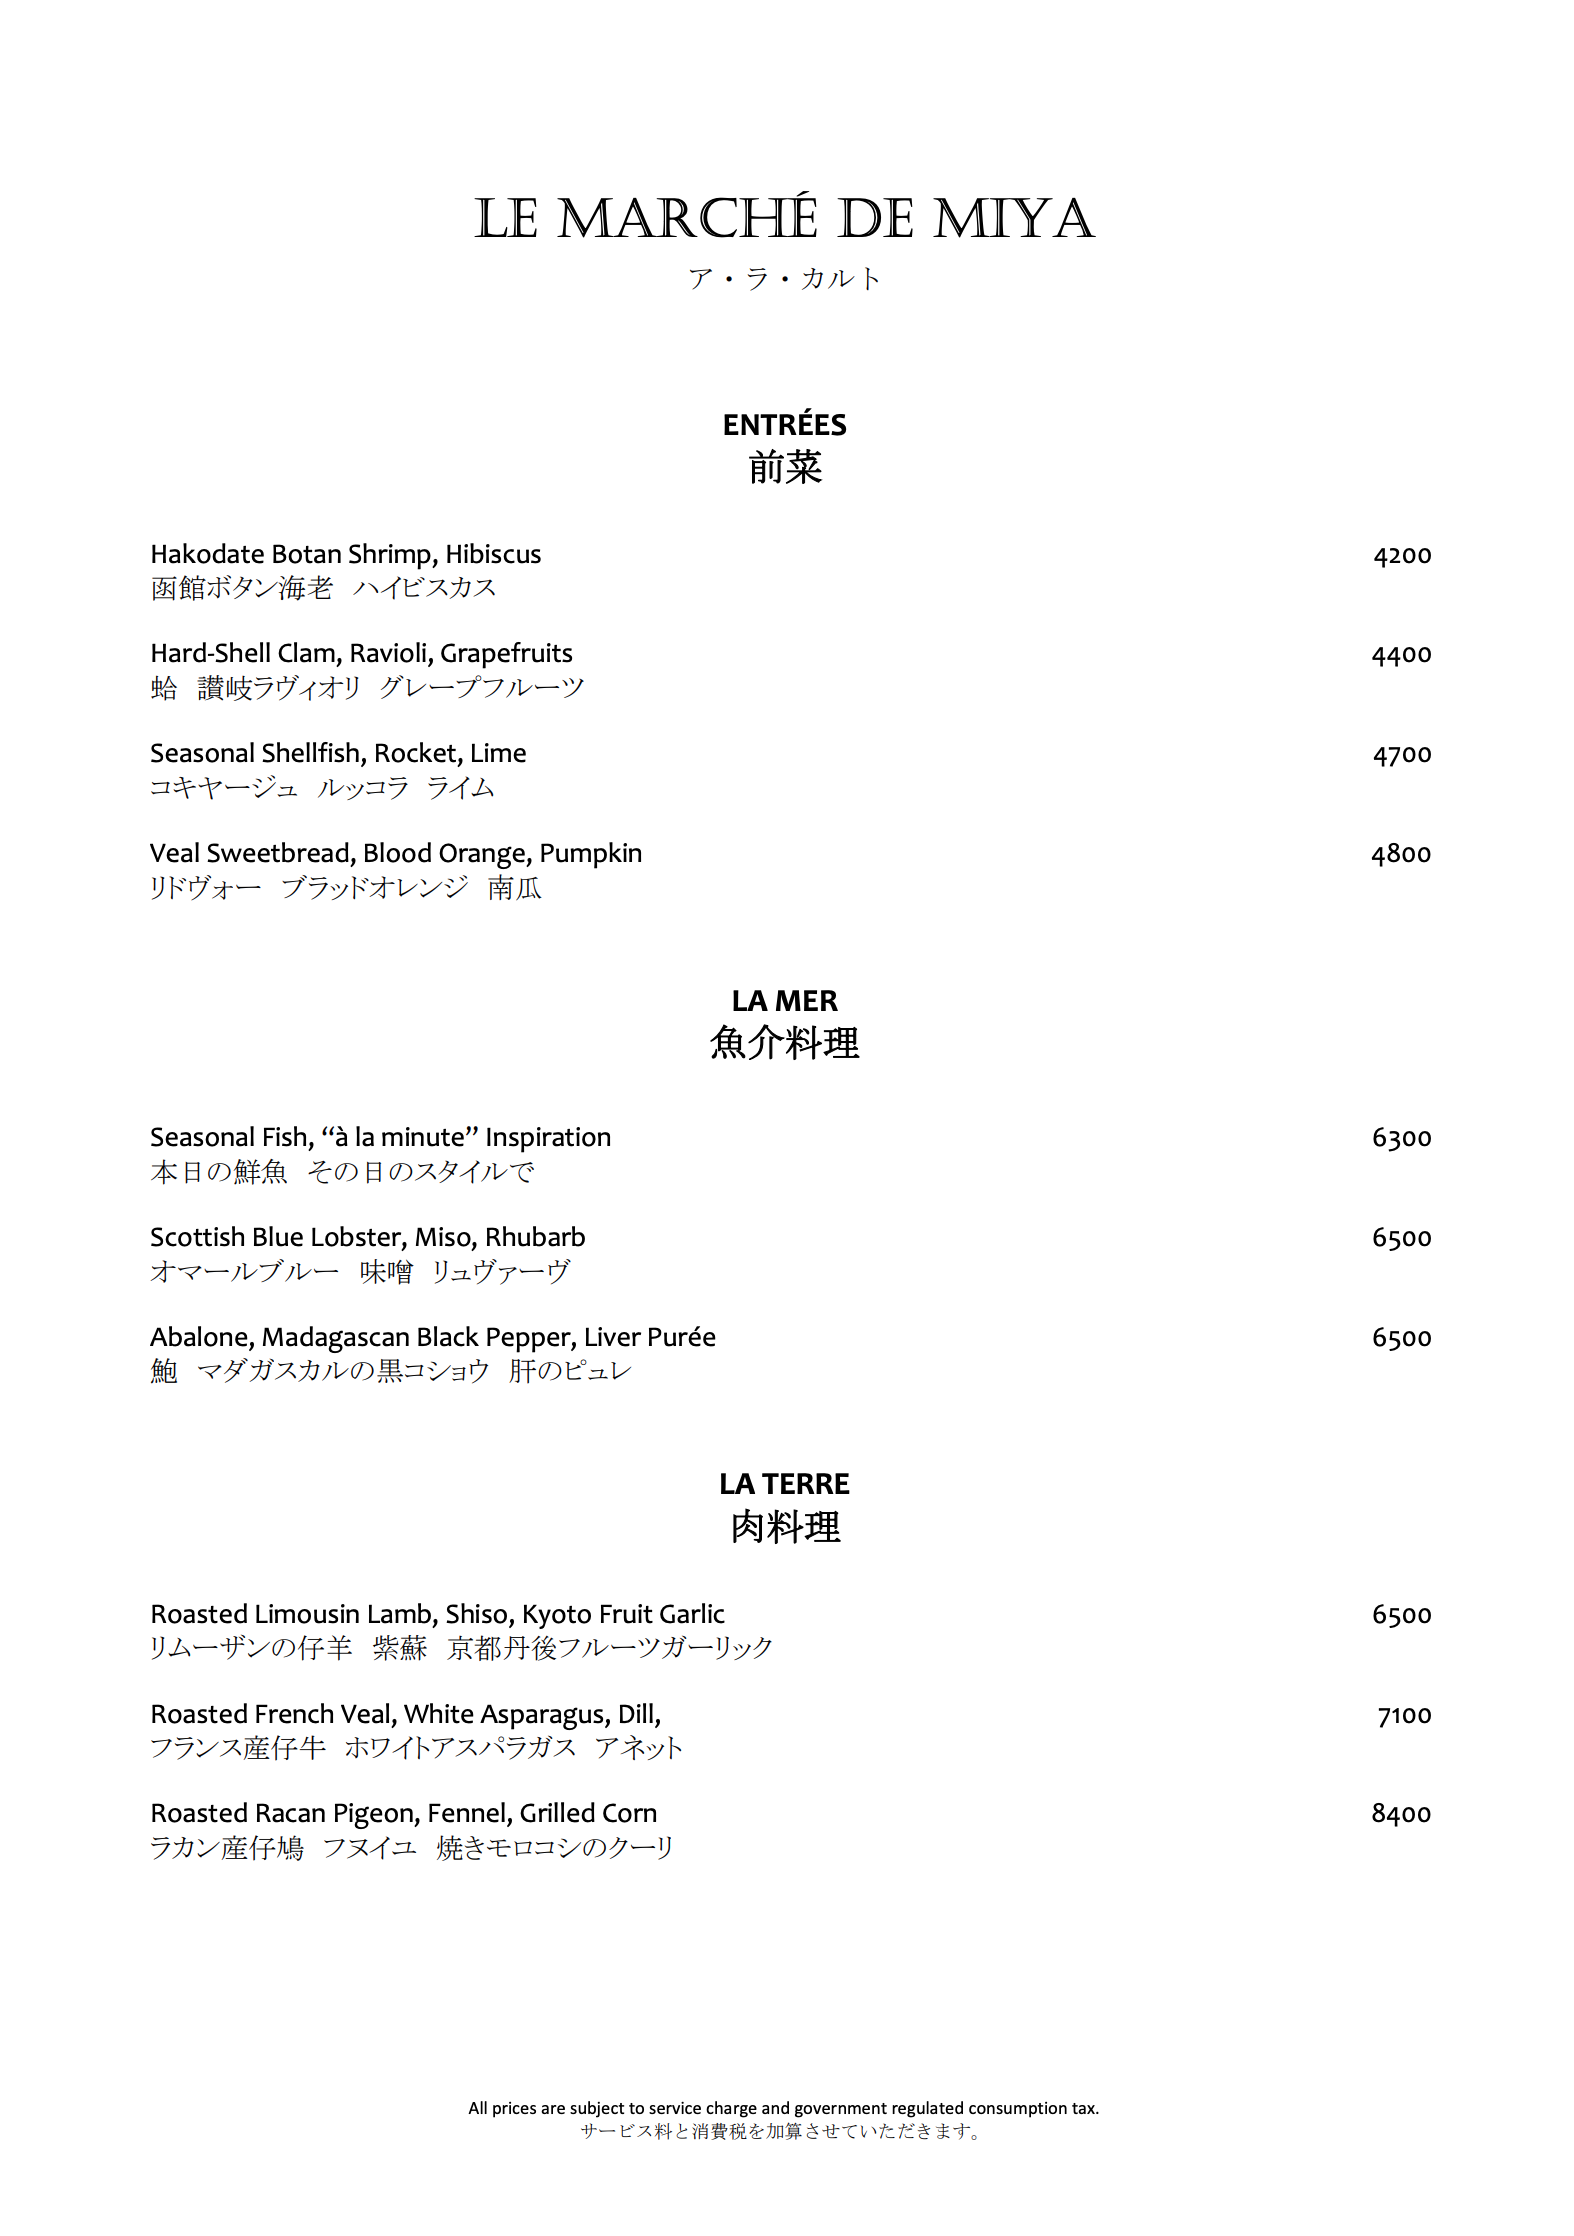 LE MARCHÉ DE MIYA
ア・ラ・カルト
ENTRÉES
前菜
Hakodate Botan Shrimp, Hibiscus 4200
函館ボタン海老　ハイビスカス
Hard-Shell Clam, Ravioli, Grapefruits 4400
蛤　讃岐ラヴィオリ　グレープフルーツ
Seasonal Shellfish, Rocket, Lime 4700
コキヤージュ　ルッコラ　ライム
Veal Sweetbread, Blood Orange, Pumpkin 4800
リドヴォー　ブラッドオレンジ　南瓜
LA MER
魚介料理
Seasonal Fish, “à la minute” Inspiration 6300
本日の鮮魚　その日のスタイルで
Scottish Blue Lobster, Miso, Rhubarb 6500
オマールブルー　味噌　リュヴァーヴ
Abalone, Madagascan Black Pepper, Liver Purée 6500
鮑　マダガスカルの黒コショウ　肝のピュレ
LA TERRE
肉料理
Roasted Limousin Lamb, Shiso, Kyoto Fruit Garlic 6500
リムーザンの仔羊　紫蘇　京都丹後フルーツガーリック
Roasted French Veal, White Asparagus, Dill, 7100
フランス産仔牛　ホワイトアスパラガス　アネット
Roasted Racan Pigeon, Fennel, Grilled Corn 8400
ラカン産仔鳩　フヌイユ　焼きモロコシのクーリ
All prices are subject to service charge and government regulated consumption tax.
サービス料と消費税を加算させていただきます。